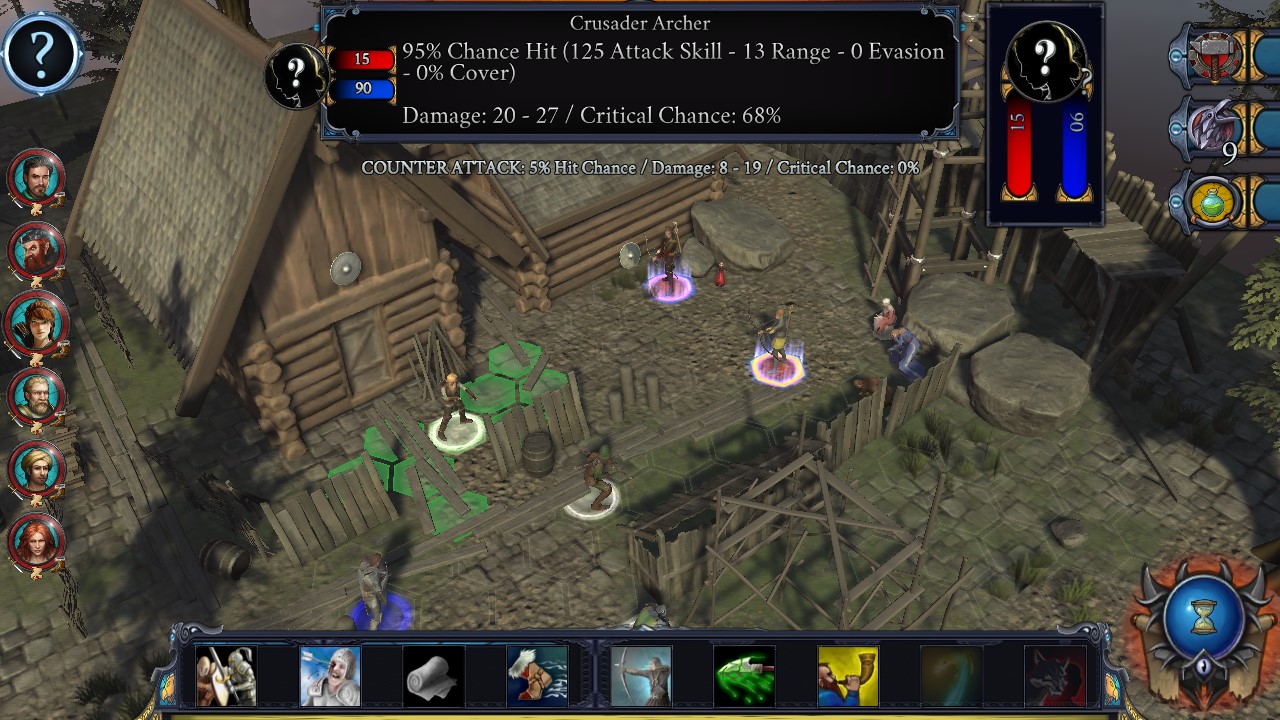 ?
Crusader Archer
15
90
?
95% Chance Hit (125 Attack Skill - 13 Range - 0 Evasion
- 0% Cover)
Damage: 20 - 27 / Critical Chance: 68%
COUNTER ATTACK: 5% Hit Chance / Damage: 8 - 19 / Critical Chance: 0%
?
?
15
90
9